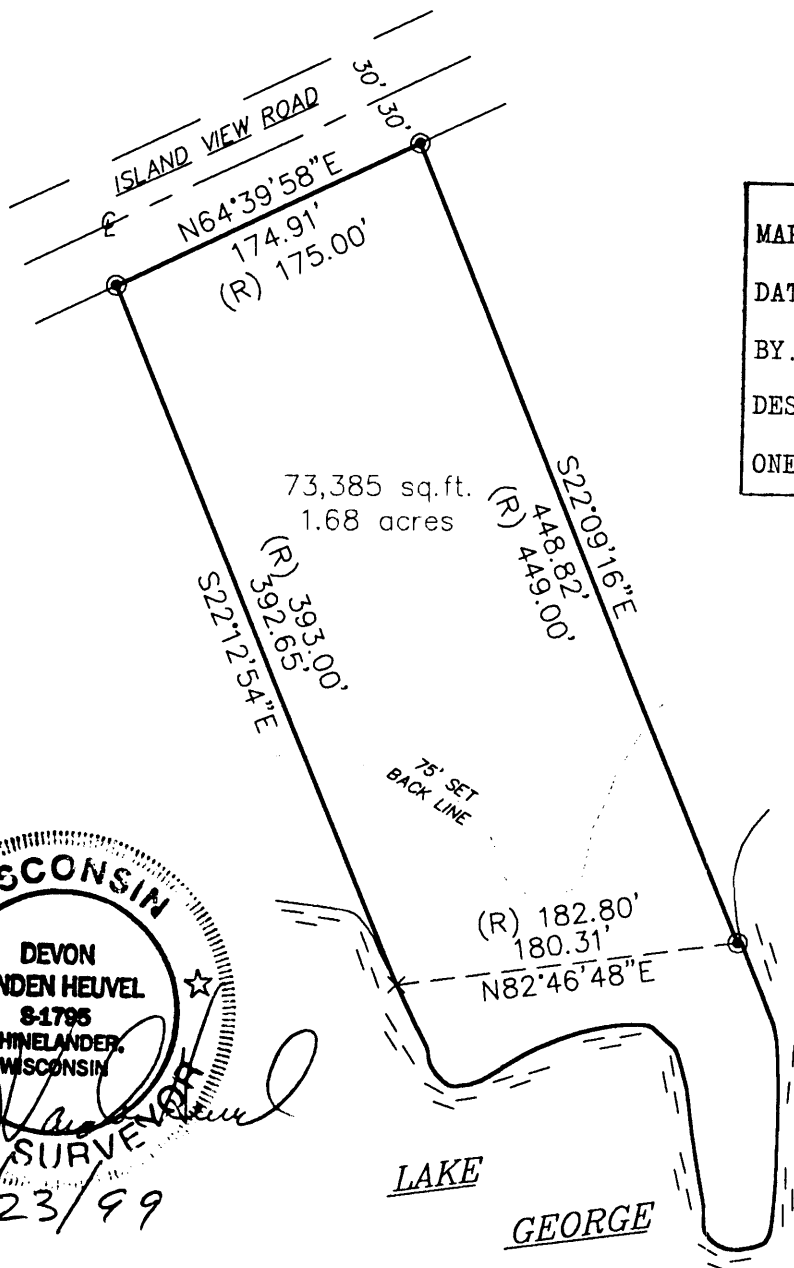 30' 30'
ISLAND VIEW ROAD
N64°39'58"E
174.91'
(R) 175.00'
73,385 sq.ft.
1.68 acres
S22°09'16"E
448.82'
(R) 449.00'
(R) 393.00'
392.65'
S22°12'54"E
75' SET
BACK LINE
(R) 182.80'
180.31'
N82°46'48"E
LAKE
GEORGE
SCONSIN
DEVON
NDEN HEUVEL
S-1795
HINELANDER,
WISCONSIN
SURVEYOR
23/99
MAP
DAT
BY.
DES
ONE